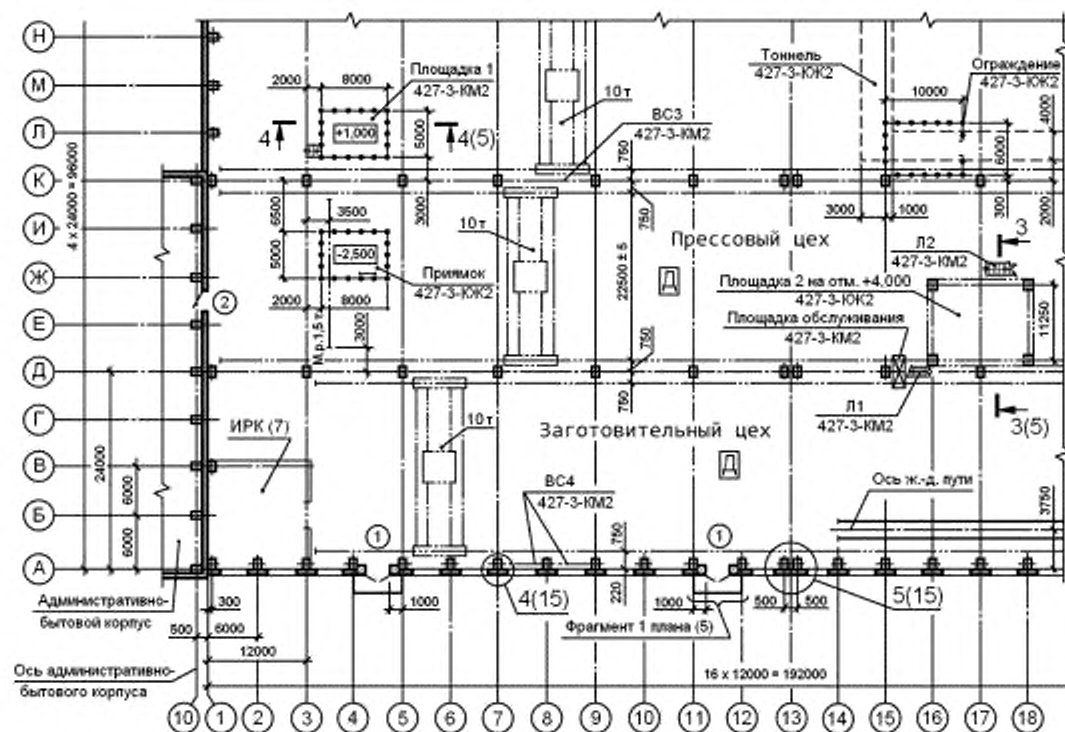 Н
М
Л
К
И
Ж
Е
Д
Г
В
Б
А
4 x 24000 = 96000
24000
6000
6000
2000
8000
Площадка 1
427-3-КМ2
+1,000
5000
4
4(5)
3000
6500
3500
5000
-2,500
Приямок
427-3-КЖ2
2000
8000
М.р.1,5 т
3000
2
10 т
ВС3
427-3-КМ2
750
750
10 т
22500 ± 5
750
750
Прессовый цех
Д
Тоннель
427-3-КЖ2
Ограждение
427-3-КЖ2
10000
4000
6000
3000
1000
300
2000
3
Л2
427-3-КМ2
Площадка 2 на отм. +4,000
427-3-КЖ2
11250
Площадка обслуживания
427-3-КМ2
Л1
427-3-КМ2
3(5)
ИРК (7)
10 т
Заготовительный цех
Д
ВС4
427-3-КМ2
Ось ж.-д. пути
3750
1
750
1
220
Административно-
бытовой корпус
300
500
6000
12000
1000
4(15)
1000
500
500
5(15)
Фрагмент 1 плана (5)
Ось административно-
бытового корпуса
16 x 12000 = 192000
10
1
2
3
4
5
6
7
8
9
10
11
12
13
14
15
16
17
18